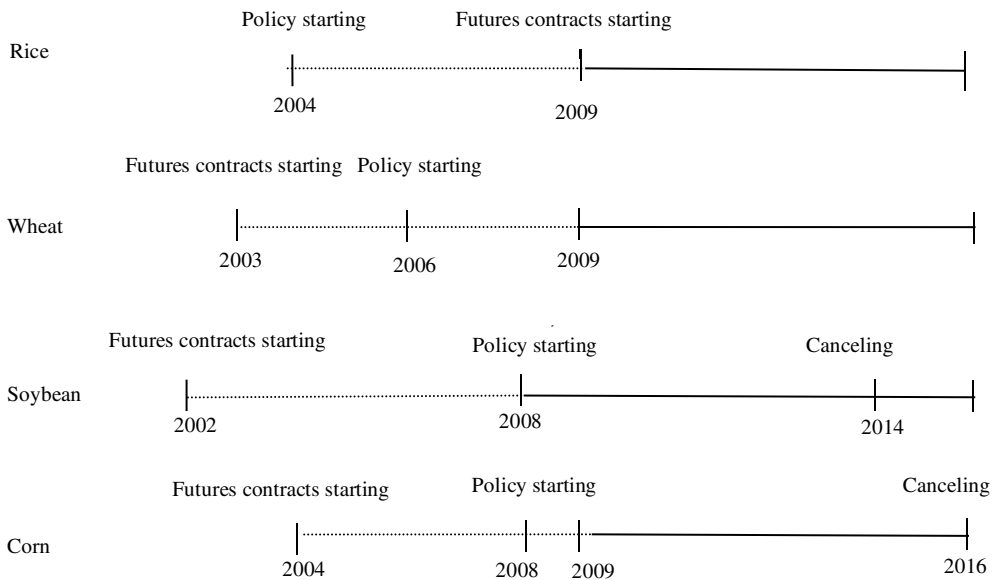 Policy starting Futures contracts starting
Rice
2004 2009
Futures contracts starting Policy starting
Wheat
2003 2006 2009
Futures contracts starting Policy starting Canceling
Soybean
2002 2008 2014
Futures contracts starting Policy starting Canceling
Corn
2004 2008 2009 2016